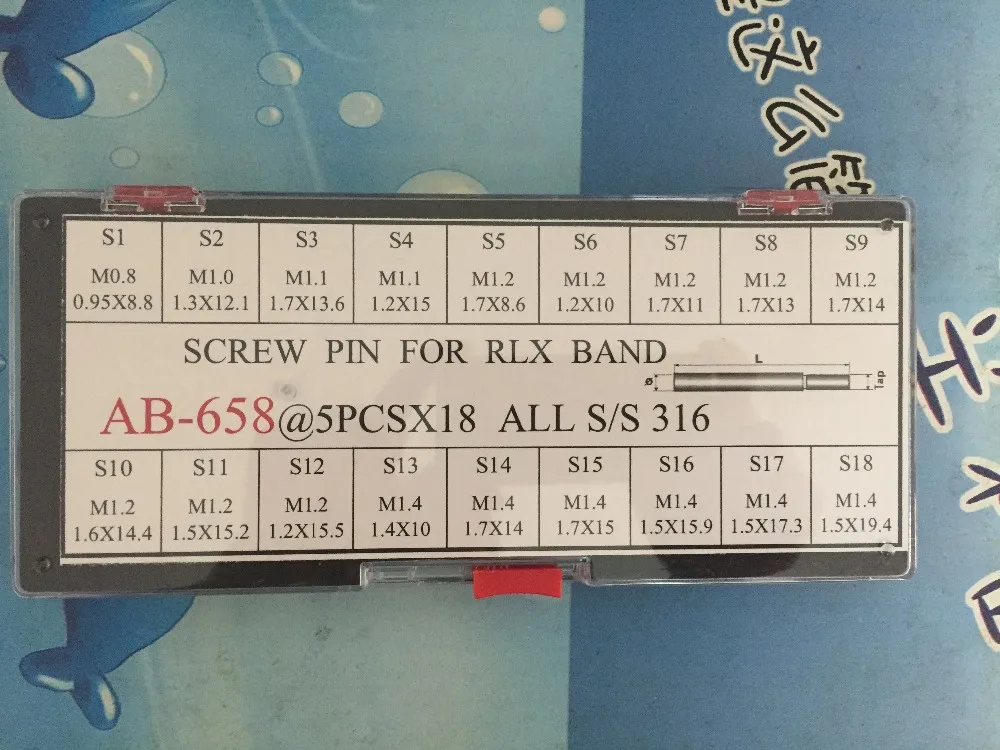 这么
S1 S2 S3 S4 S5 S6 S7 S8 S9
M0.8 M1.0 M1.1 M1.1 M1.2 M1.2 M1.2 M1.2 M1.2
0.95X8.8 1.3X12.1 1.7X13.6 1.2X15 1.7X8.6 1.2X10 1.7X11 1.7X13 1.7X14
SCREW PIN FOR RLX BAND
L
Ø Tap
AB-658@5PCSX18 ALL S/S 316
S10 S11 S12 S13 S14 S15 S16 S17 S18
M1.2 M1.2 M1.2 M1.4 M1.4 M1.4 M1.4 M1.4 M1.4
1.6X14.4 1.5X15.2 1.2X15.5 1.4X10 1.7X14 1.7X15 1.5X15.9 1.5X17.3 1.5X19.4